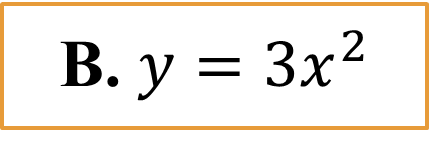 B. y = 3x²